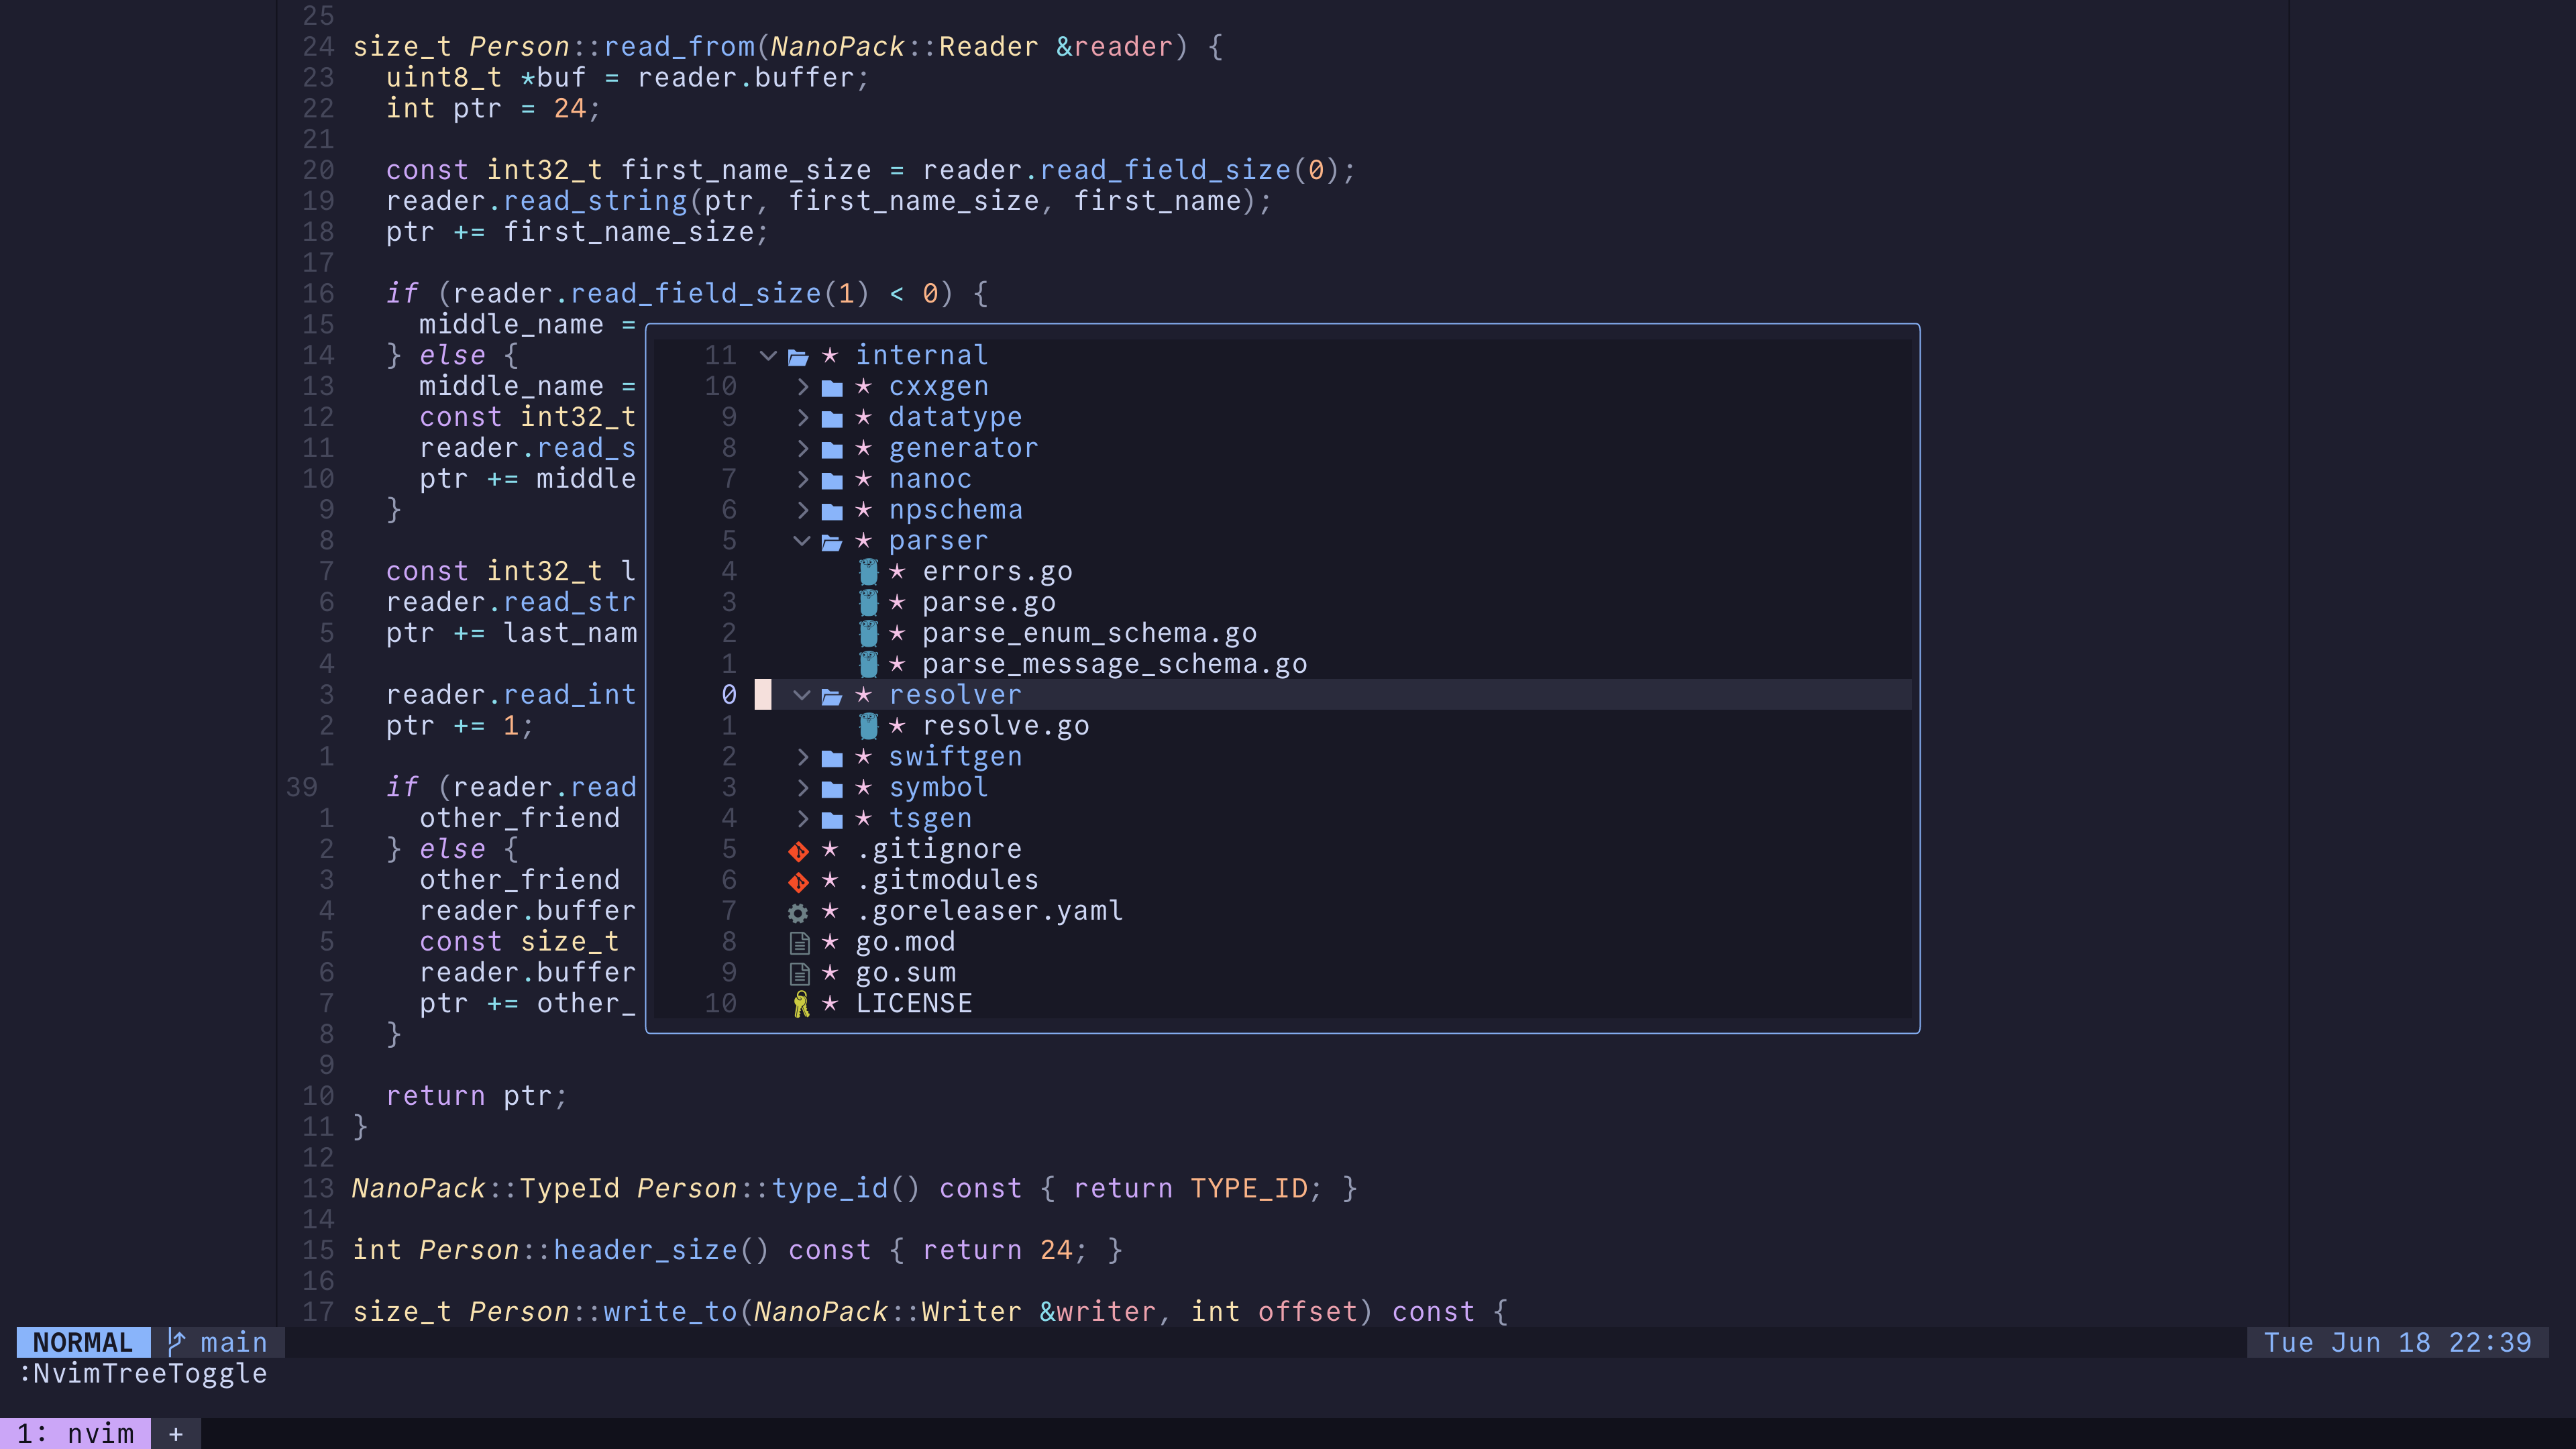 25
24 size_t Person::read_from(NanoPack::Reader &reader) {
23   uint8_t *buf = reader.buffer;
22   int ptr = 24;
21
20   const int32_t first_name_size = reader.read_field_size(0);
19   reader.read_string(ptr, first_name_size, first_name);
18   ptr += first_name_size;
17
16   if (reader.read_field_size(1) < 0) {
15     middle_name =
14   } else {
13     middle_name =
12     const int32_t
11     reader.read_s
10     ptr += middle
9   }
8
7   const int32_t l
6   reader.read_str
5   ptr += last_nam
4
3   reader.read_int
2   ptr += 1;
1
39   if (reader.read
1     other_friend
2   } else {
3     other_friend
4     reader.buffer
5     const size_t
6     reader.buffer
7     ptr += other_
8   }
9
10   return ptr;
11 }
12
13 NanoPack::TypeId Person::type_id() const { return TYPE_ID; }
14
15 int Person::header_size() const { return 24; }
16
17 size_t Person::write_to(NanoPack::Writer &writer, int offset) const {
11 ★ internal
10 ★ cxxgen
9 ★ datatype
8 ★ generator
7 ★ nanoc
6 ★ npschema
5 ★ parser
4 ★ errors.go
3 ★ parse.go
2 ★ parse_enum_schema.go
1 ★ parse_message_schema.go
0 ★ resolver
1 ★ resolve.go
2 ★ swiftgen
3 ★ symbol
4 ★ tsgen
5 ★ .gitignore
6 ★ .gitmodules
7 ★ .goreleaser.yaml
8 ★ go.mod
9 ★ go.sum
10 ★ LICENSE
NORMAL main Tue Jun 18 22:39
:NvimTreeToggle
1: nvim +